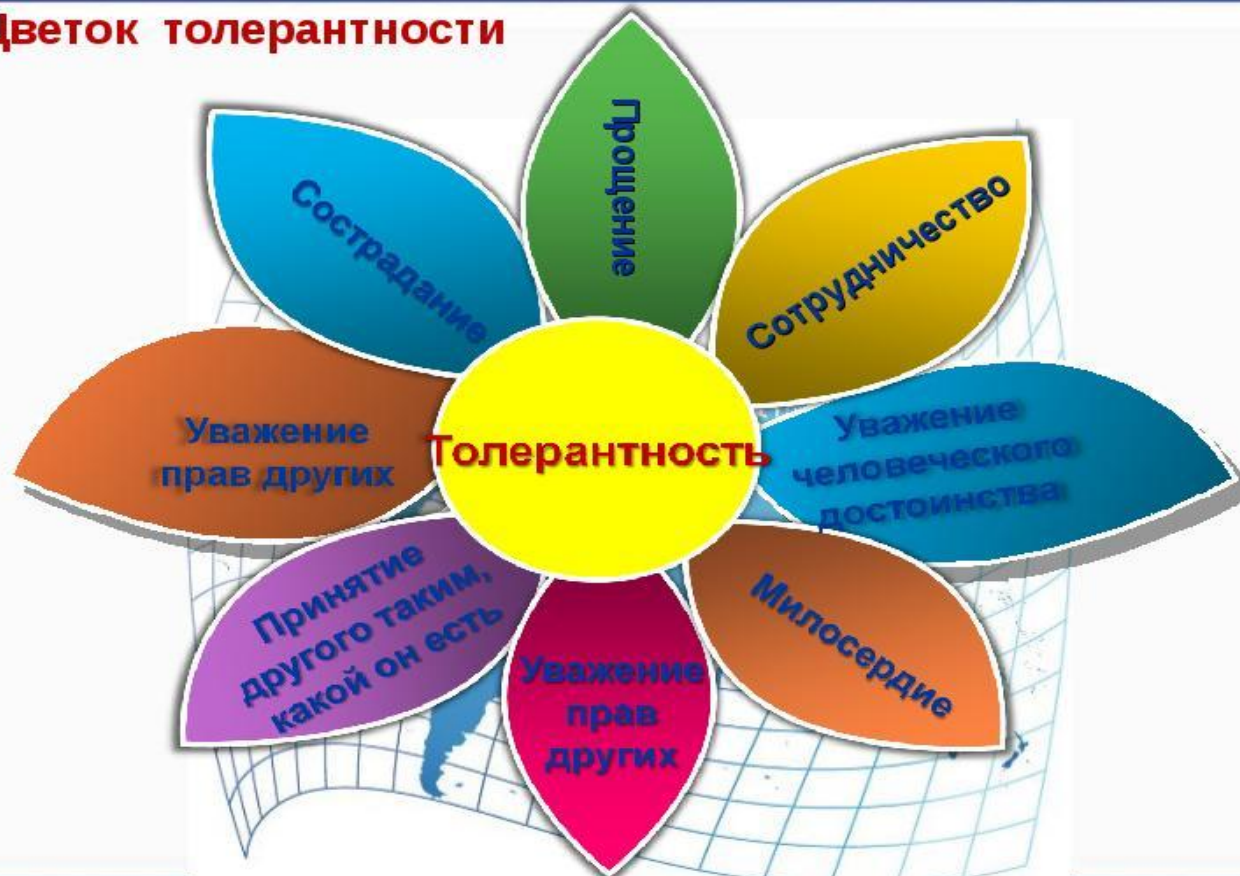 Цветок толерантности
Прощение
Сострадание
Сотрудничество
Уважение
прав других
Толерантность
Уважение
человеческого
достоинства
Принятие
другого таким,
какой он есть
Уважение
прав
других
Милосердие